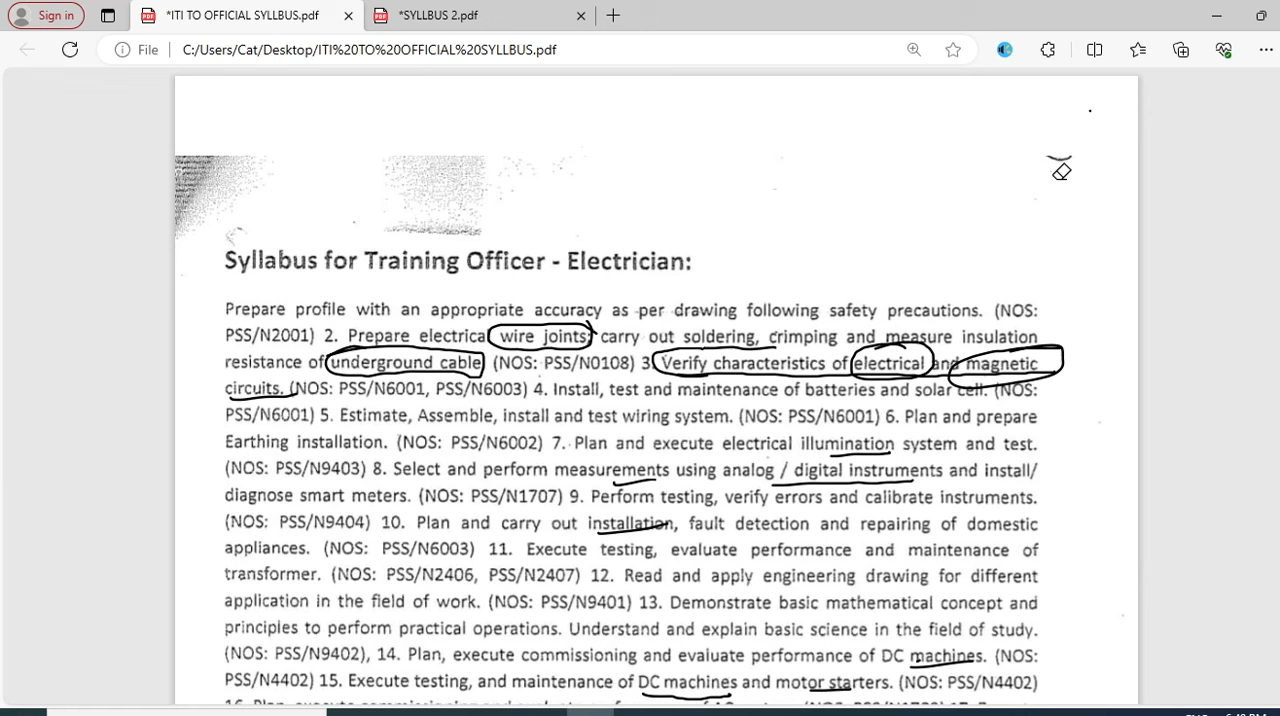 Sign in
*ITI TO OFFICIAL SYLLBUS.pdf
*SYLLBUS 2.pdf
File
C:/Users/Cat/Desktop/ITI%20TO%20OFFICIAL%20SYLLBUS.pdf
Syllabus for Training Officer - Electrician:
Prepare profile with an appropriate accuracy as per drawing following safety precautions. (NOS:
PSS/N2001) 2. Prepare electrical wire joints, carry out soldering, crimping and measure insulation
resistance of underground cable (NOS: PSS/N0108) 3. Verify characteristics of electrical and magnetic
circuits. (NOS: PSS/N6001, PSS/N6003) 4. Install, test and maintenance of batteries and solar cell. (NOS:
PSS/N6001) 5. Estimate, Assemble, install and test wiring system. (NOS: PSS/N6001) 6. Plan and prepare
Earthing installation. (NOS: PSS/N6002) 7. Plan and execute electrical illumination system and test.
(NOS: PSS/N9403) 8. Select and perform measurements using analog / digital instruments and install/
diagnose smart meters. (NOS: PSS/N1707) 9. Perform testing, verify errors and calibrate instruments.
(NOS: PSS/N9404) 10. Plan and carry out installation, fault detection and repairing of domestic
appliances. (NOS: PSS/N6003) 11. Execute testing, evaluate performance and maintenance of
transformer. (NOS: PSS/N2406, PSS/N2407) 12. Read and apply engineering drawing for different
application in the field of work. (NOS: PSS/N9401) 13. Demonstrate basic mathematical concept and
principles to perform practical operations. Understand and explain basic science in the field of study.
(NOS: PSS/N9402), 14. Plan, execute commissioning and evaluate performance of DC machines. (NOS:
PSS/N4402) 15. Execute testing, and maintenance of DC machines and motor starters. (NOS: PSS/N4402)